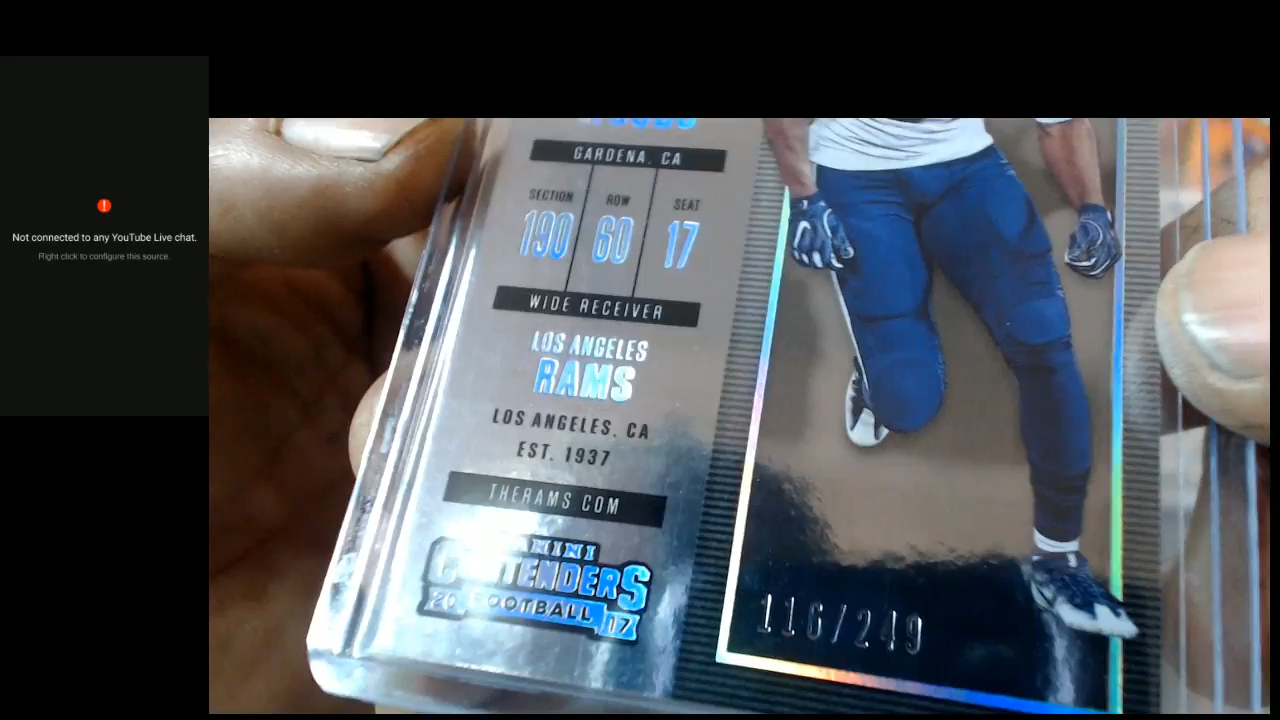 Not connected to any YouTube Live chat.
Right click to configure this source.
GARDENA, CA
SECTION ROW SEAT
190 60 17
WIDE RECEIVER
LOS ANGELES
RAMS
LOS ANGELES, CA
EST. 1937
THERAMS COM
PANINI
CONTENDERS
20 FOOTBALL 17
116/249